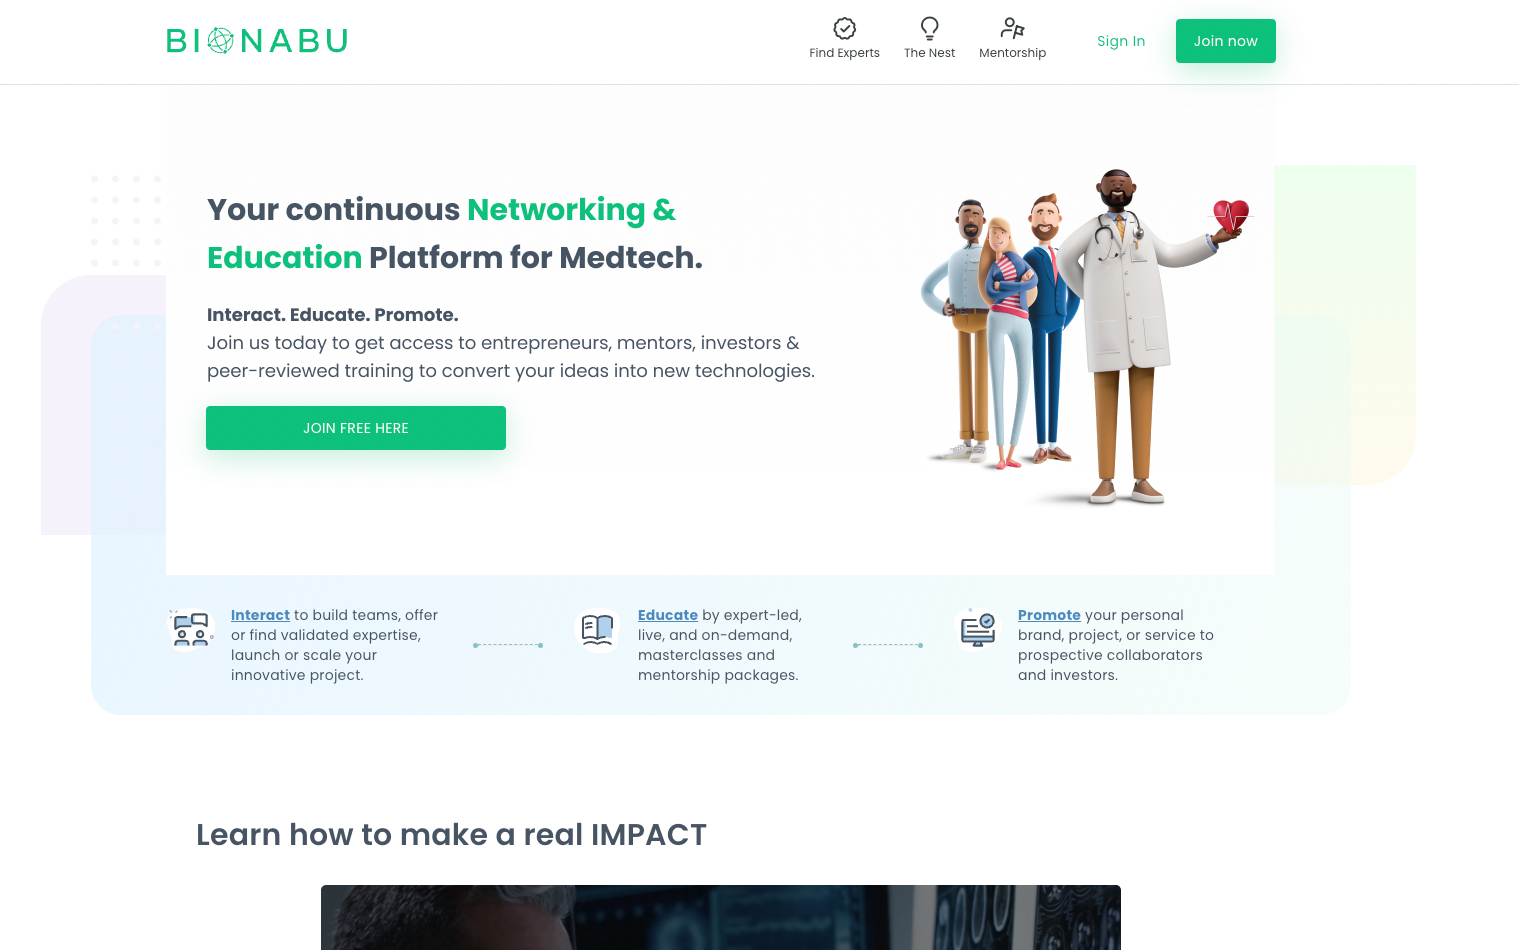 BIONABU
Find Experts
The Nest
Mentorship
Sign In
Join now
Your continuous Networking &
Education Platform for Medtech.
Interact. Educate. Promote.
Join us today to get access to entrepreneurs, mentors, investors &
peer-reviewed training to convert your ideas into new technologies.
JOIN FREE HERE
Interact to build teams, offer
or find validated expertise,
launch or scale your
innovative project.
Educate by expert-led,
live, and on-demand,
masterclasses and
mentorship packages.
Promote your personal
brand, project, or service to
prospective collaborators
and investors.
Learn how to make a real IMPACT